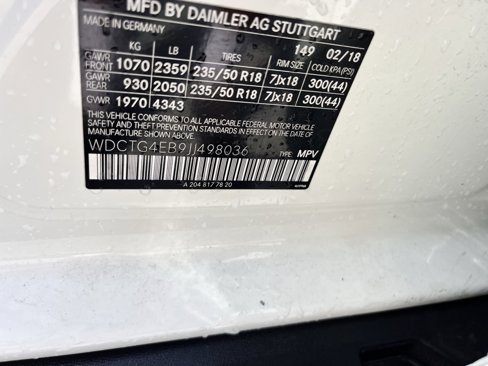 MFD BY DAIMLER AG STUTTGART
MADE IN GERMANY 149 02/18
KG LB TIRES RIM SIZE COLD KPA(PSI)
GAWR FRONT 1070 2359 235/50 R18 7Jx18 300(44)
GAWR REAR 930 2050 235/50 R18 7Jx18 300(44)
GVWR 1970 4343
THIS VEHICLE CONFORMS TO ALL APPLICABLE FEDERAL MOTOR VEHICLE
SAFETY AND THEFT PREVENTION STANDARDS IN EFFECT ON THE DATE OF
MANUFACTURE SHOWN ABOVE.
WDCTG4EB9JJ498036 TYPE: MPV
A 204 817 78 20